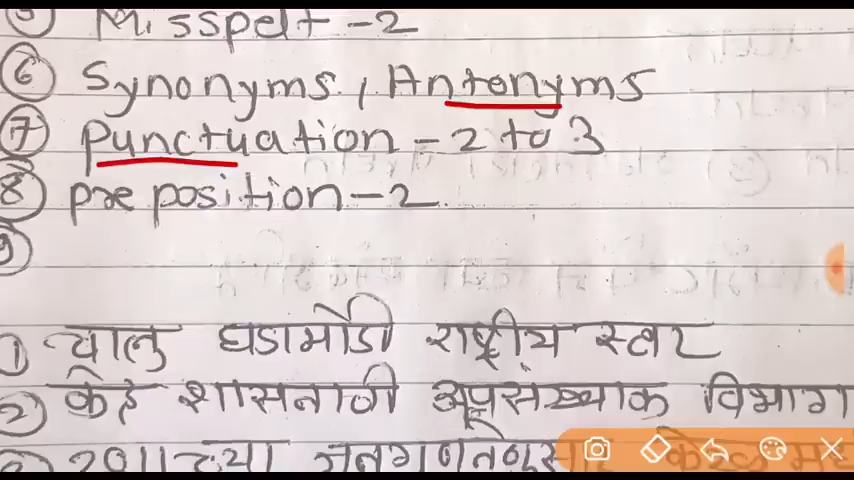 5 Misspelt - 2
6 Synonyms, Antonyms
7 Punctuation - 2 to 3
8 preposition - 2
9
1 चालु घडामोडी राष्ट्रीय स्तर
2) केंद्र शासनाची अल्पसंख्याक विभाग
2011 च्या जनगणनेनुसार